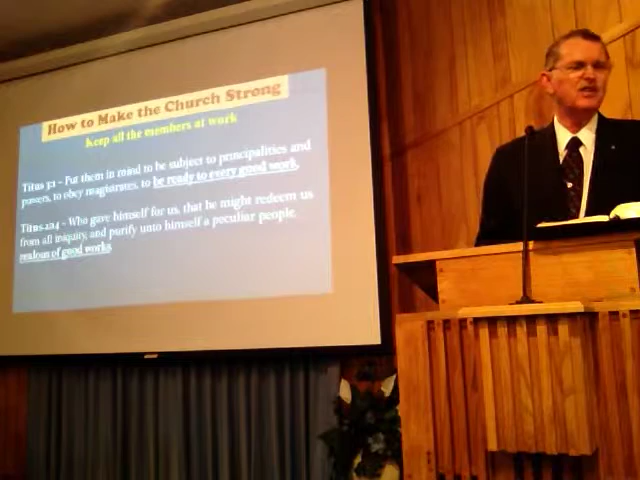 How to Make the Church Strong
Keep all the members at work
Titus 3:1 - Put them in mind to be subject to principalities and
powers, to obey magistrates, to be ready to every good work,
Titus 2:14 - Who gave himself for us, that he might redeem us
from all iniquity, and purify unto himself a peculiar people,
zealous of good works.